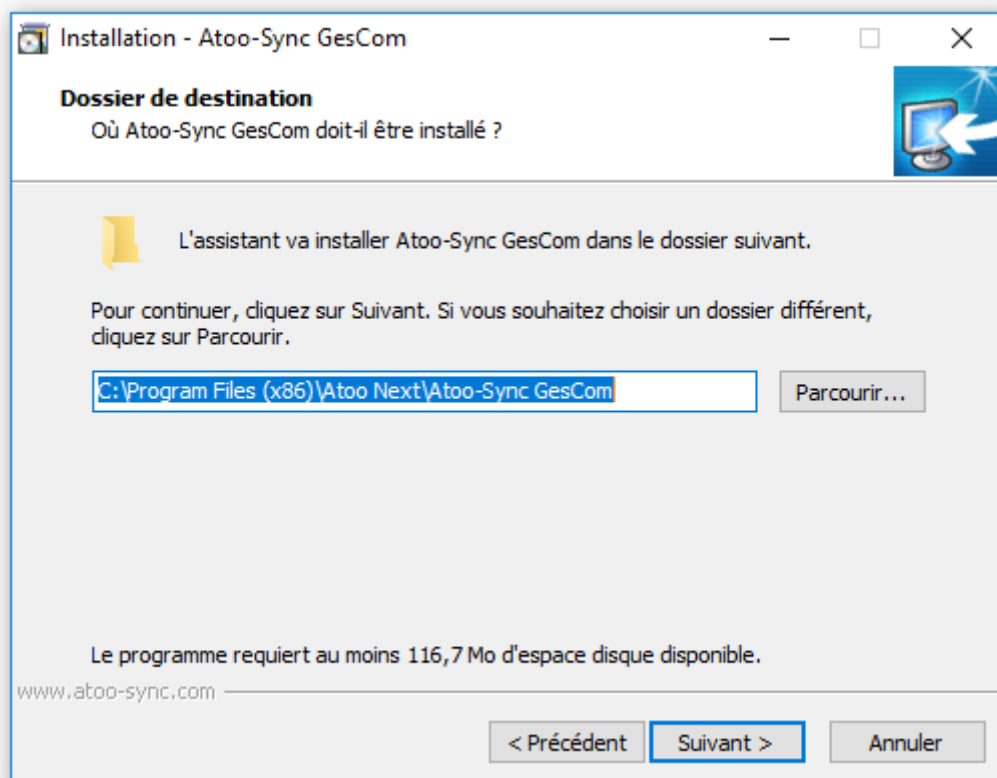 Installation - Atoo-Sync GesCom
Dossier de destination
Où Atoo-Sync GesCom doit-il être installé ?
L'assistant va installer Atoo-Sync GesCom dans le dossier suivant.
Pour continuer, cliquez sur Suivant. Si vous souhaitez choisir un dossier différent,
cliquez sur Parcourir.
C:\Program Files (x86)\Atoo Next\Atoo-Sync GesCom
Parcourir...
Le programme requiert au moins 116,7 Mo d'espace disque disponible.
www.atoo-sync.com
< Précédent
Suivant >
Annuler